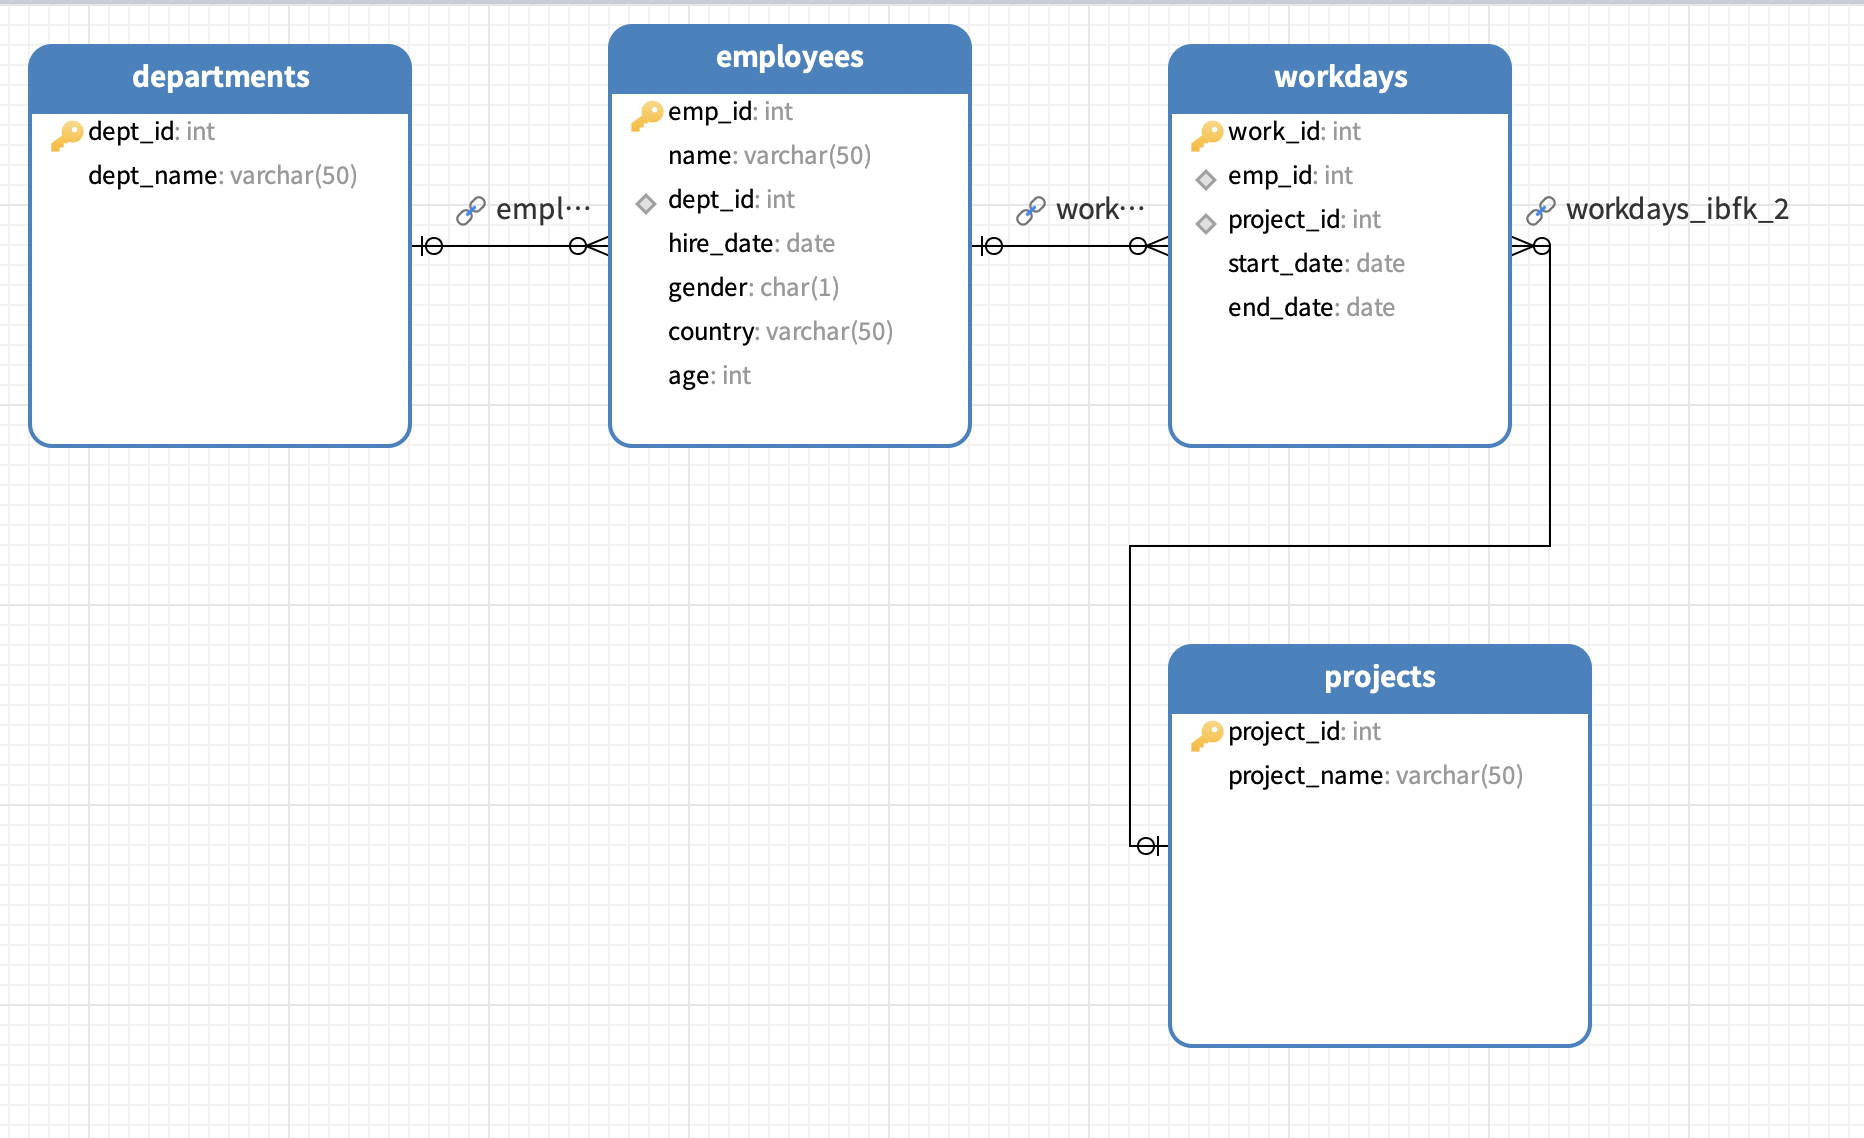 departments
dept_id: int
dept_name: varchar(50)
empl…
employees
emp_id: int
name: varchar(50)
dept_id: int
hire_date: date
gender: char(1)
country: varchar(50)
age: int
work…
workdays
work_id: int
emp_id: int
project_id: int
start_date: date
end_date: date
workdays_ibfk_2
projects
project_id: int
project_name: varchar(50)